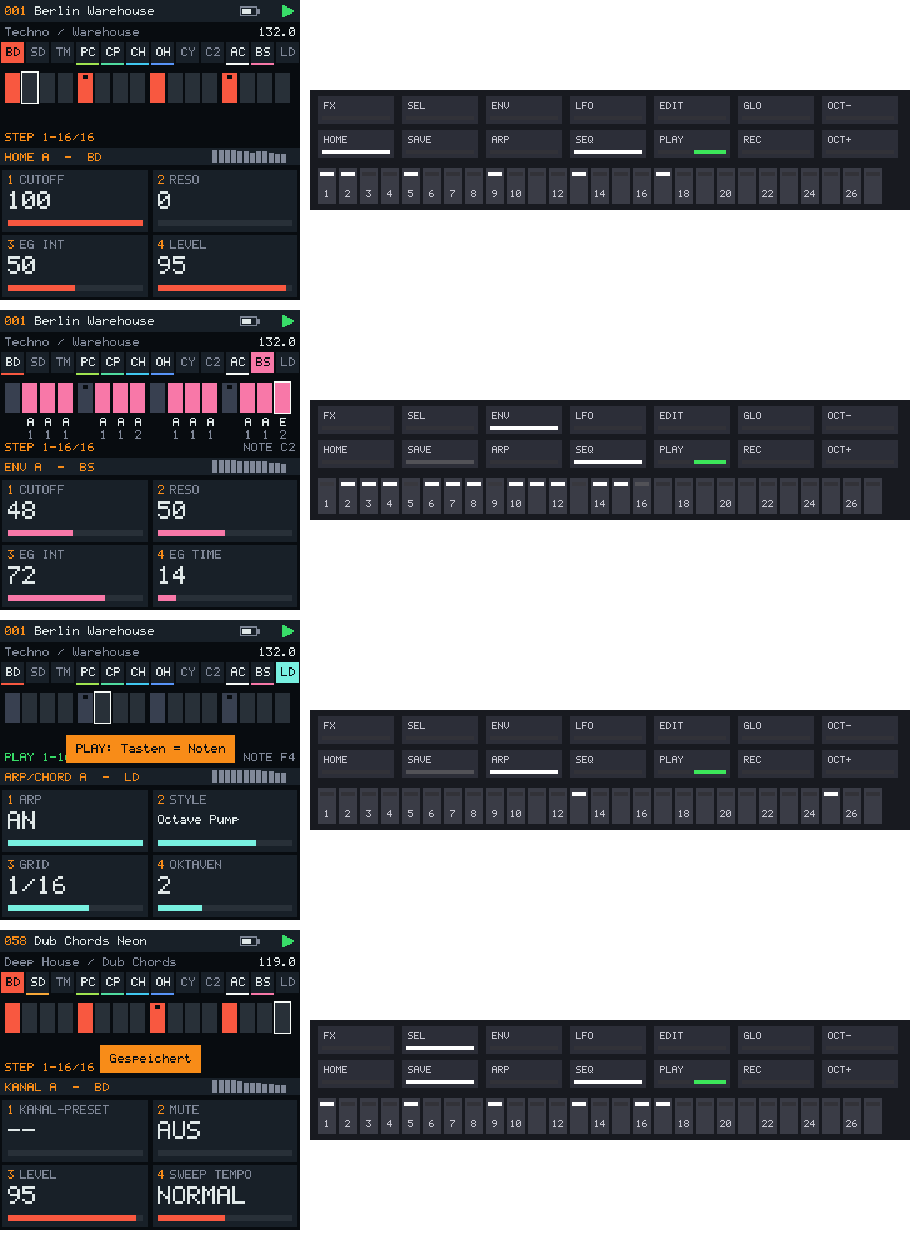 001 Berlin Warehouse
Techno / Warehouse 132.0
BD SD TM PC CP CH OH CY C2 AC BS LD
STEP 1-16/16
HOME A - BD
1 CUTOFF 2 RESO
100 0
3 EG INT 4 LEVEL
50 95
FX SEL ENV LFO EDIT GLO OCT-
HOME SAVE ARP SEQ PLAY REC OCT+
1 2 3 4 5 6 7 8 9 10 12 14 16 18 20 22 24 26
001 Berlin Warehouse
Techno / Warehouse 132.0
BD SD TM PC CP CH OH CY C2 AC BS LD
A A A A A A A A A A A E
1 1 1 1 1 2 1 1 1 1 1 2
STEP 1-16/16 NOTE C2
ENV A - BS
1 CUTOFF 2 RESO
48 50
3 EG INT 4 EG TIME
72 14
FX SEL ENV LFO EDIT GLO OCT-
HOME SAVE ARP SEQ PLAY REC OCT+
1 2 3 4 5 6 7 8 9 10 12 14 16 18 20 22 24 26
001 Berlin Warehouse
Techno / Warehouse 132.0
BD SD TM PC CP CH OH CY C2 AC BS LD
PLAY: Tasten = Noten
PLAY 1-1 NOTE F4
ARP/CHORD A - LD
1 ARP 2 STYLE
AN Octave Pump
3 GRID 4 OKTAVEN
1/16 2
FX SEL ENV LFO EDIT GLO OCT-
HOME SAVE ARP SEQ PLAY REC OCT+
1 2 3 4 5 6 7 8 9 10 12 14 16 18 20 22 24 26
058 Dub Chords Neon
Deep House / Dub Chords 119.0
BD SD TM PC CP CH OH CY C2 AC BS LD
Gespeichert
STEP 1-16/16
KANAL A - BD
1 KANAL-PRESET 2 MUTE
-- AUS
3 LEVEL 4 SWEEP TEMPO
95 NORMAL
FX SEL ENV LFO EDIT GLO OCT-
HOME SAVE ARP SEQ PLAY REC OCT+
1 2 3 4 5 6 7 8 9 10 12 14 16 18 20 22 24 26